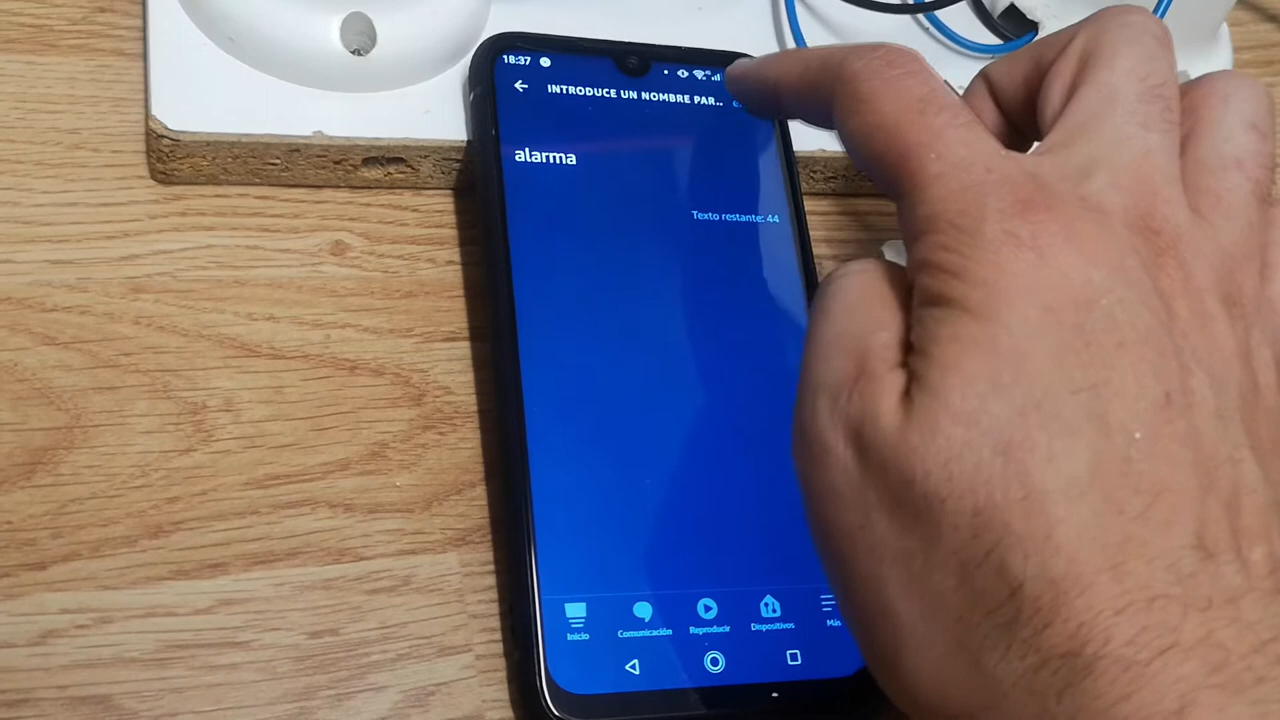 18:37
INTRODUCE UN NOMBRE PAR...
alarma
Texto restante: 44
Inicio
Comunicación
Reproducir
Dispositivos
Más